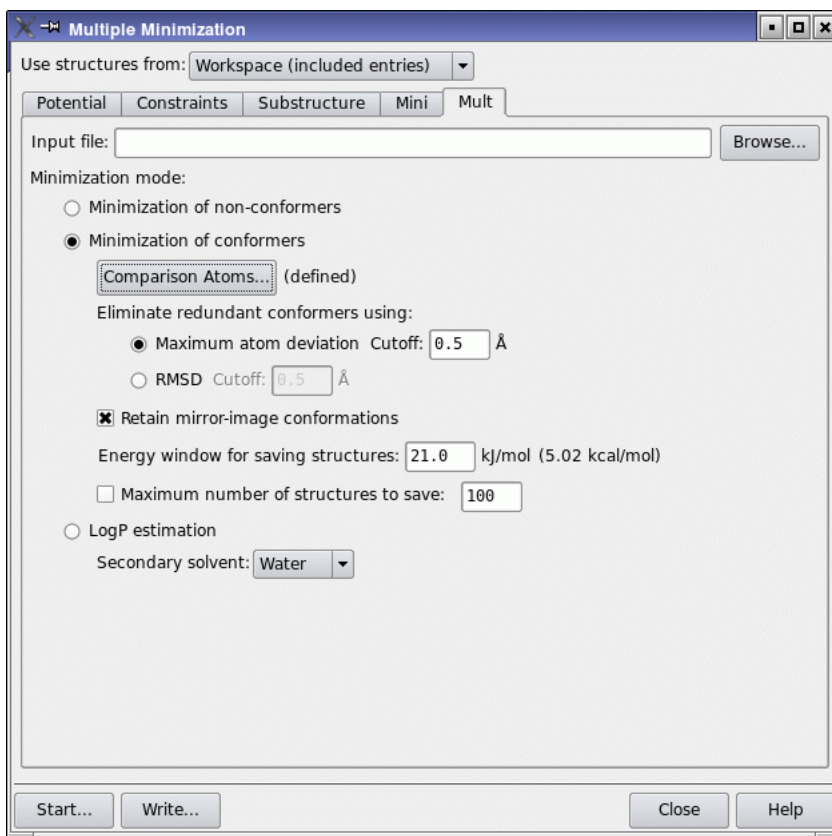 Multiple Minimization
Use structures from: Workspace (included entries)
Potential Constraints Substructure Mini Mult
Input file: Browse...
Minimization mode:
Minimization of non-conformers
Minimization of conformers
Comparison Atoms... (defined)
Eliminate redundant conformers using:
Maximum atom deviation Cutoff: 0.5 Å
RMSD Cutoff: 0.5 Å
Retain mirror-image conformations
Energy window for saving structures: 21.0 kJ/mol (5.02 kcal/mol)
Maximum number of structures to save: 100
LogP estimation
Secondary solvent: Water
Start... Write... Close Help